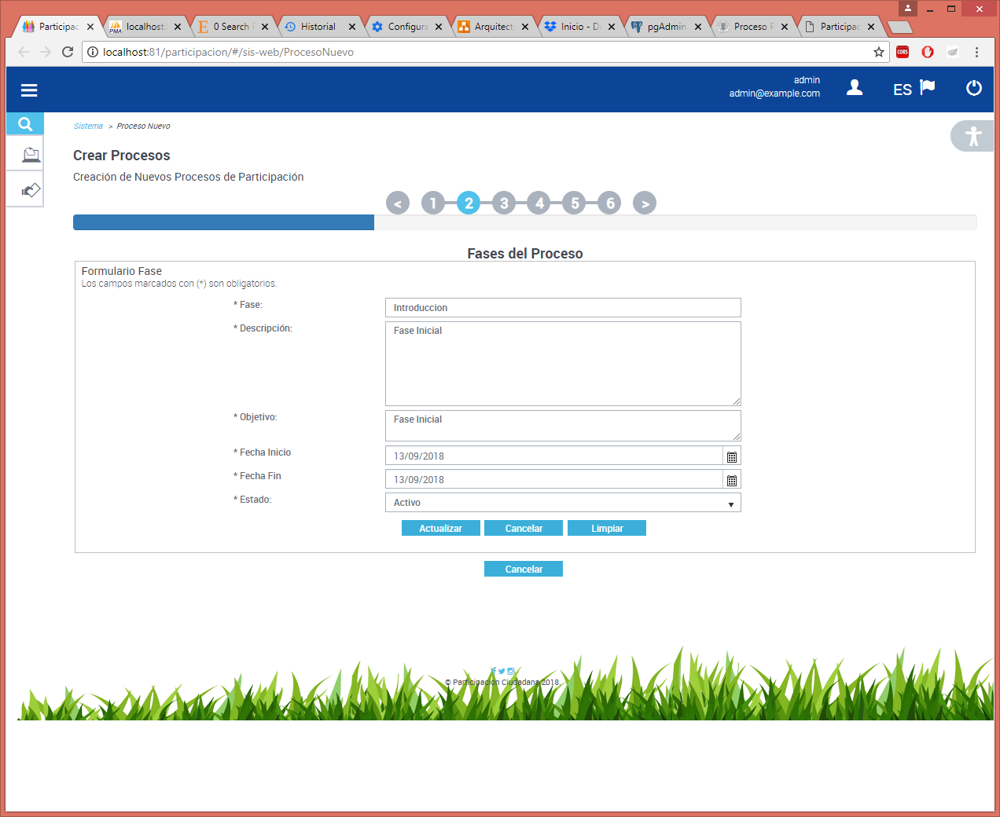 Participac
localhost:
0 Search
Historial
Configura
Arquitect
Inicio - D
pgAdmin
Proceso
Participac
PMA
localhost:81/participacion/#/sis-web/ProcesoNuevo
CORS
admin
admin@example.com
ES
Sistema > Proceso Nuevo
Crear Procesos
Creación de Nuevos Procesos de Participación
< 1 2 3 4 5 6 >
Fases del Proceso
Formulario Fase
Los campos marcados con (*) son obligatorios.
* Fase: Introduccion
* Descripción: Fase Inicial
* Objetivo: Fase Inicial
* Fecha Inicio 13/09/2018
* Fecha Fin 13/09/2018
* Estado: Activo
Actualizar Cancelar Limpiar
Cancelar
© Participación Ciudadana 2018.